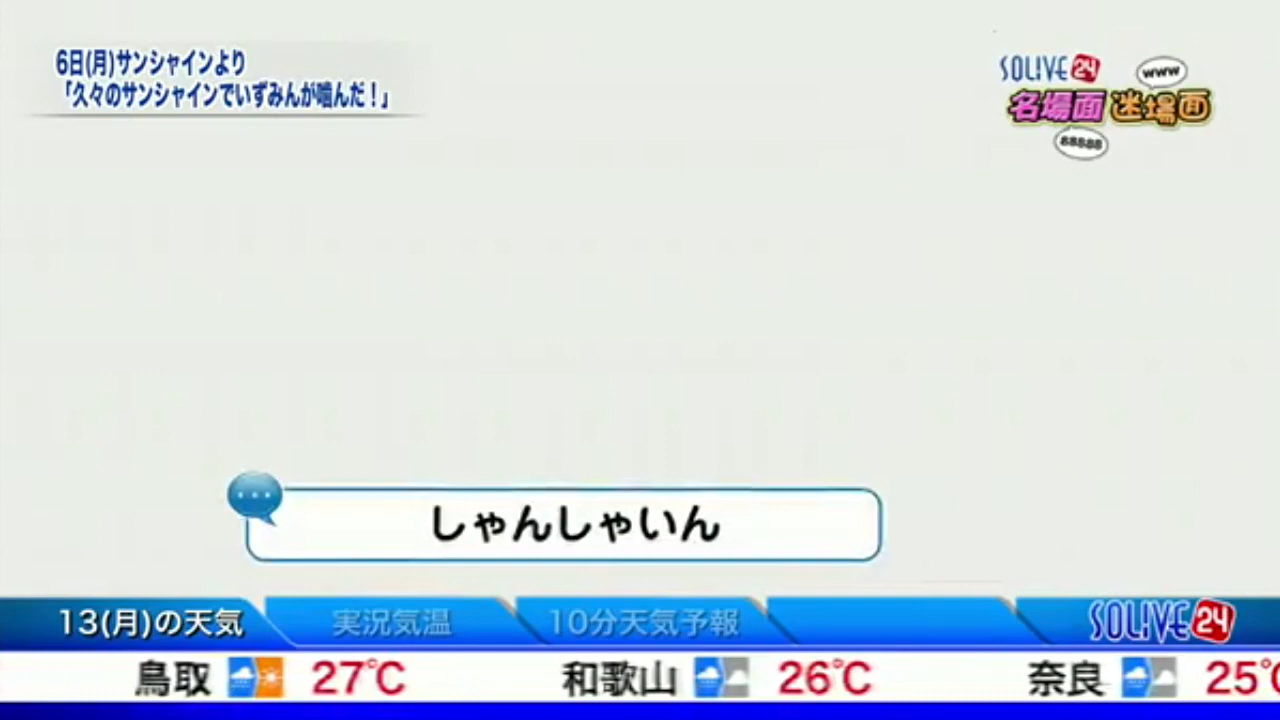 6日(月)サンシャインより
「久々のサンシャインでいずみんが噛んだ！」
SOLiVE24
www
名場面 迷場面
88888
しゃんしゃいん
13(月)の天気 実況気温 10分天気予報 SOLiVE24
鳥取 27℃ 和歌山 26℃ 奈良 25℃